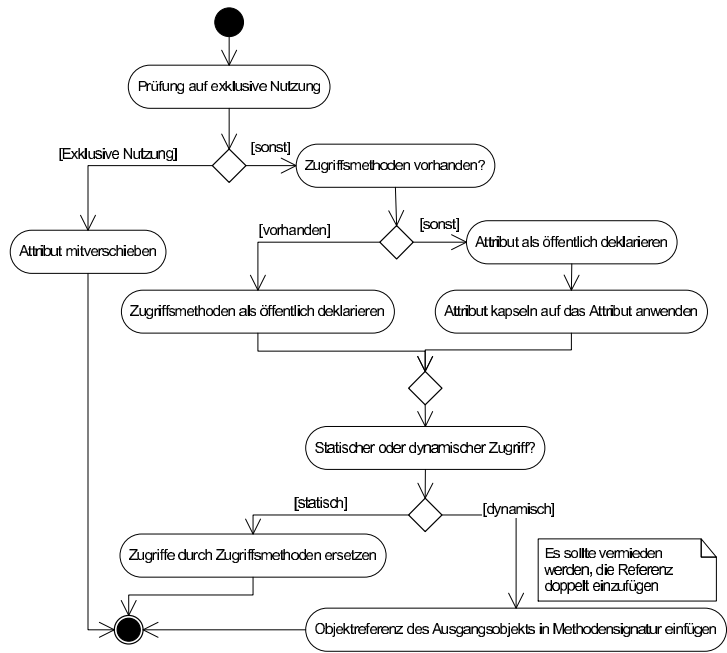 Prüfung auf exklusive Nutzung
[Exklusive Nutzung]
[sonst]
Zugriffsmethoden vorhanden?
[vorhanden]
[sonst]
Attribut mitverschieben
Attribut als öffentlich deklarieren
Zugriffsmethoden als öffentlich deklarieren
Attribut kapseln auf das Attribut anwenden
Statischer oder dynamischer Zugriff?
[statisch]
[dynamisch]
Zugriffe durch Zugriffsmethoden ersetzen
Es sollte vermieden
werden, die Referenz
doppelt einzufügen
Objektreferenz des Ausgangsobjekts in Methodensignatur einfügen